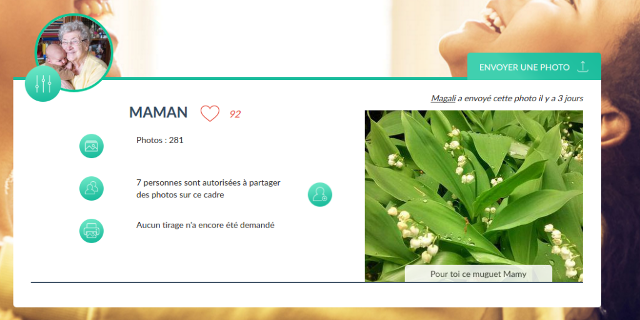 ENVOYER UNE PHOTO
Magali a envoyé cette photo il y a 3 jours
MAMAN 92
Photos : 281
7 personnes sont autorisées à partager
des photos sur ce cadre
Aucun tirage n'a encore été demandé
Pour toi ce muguet Mamy